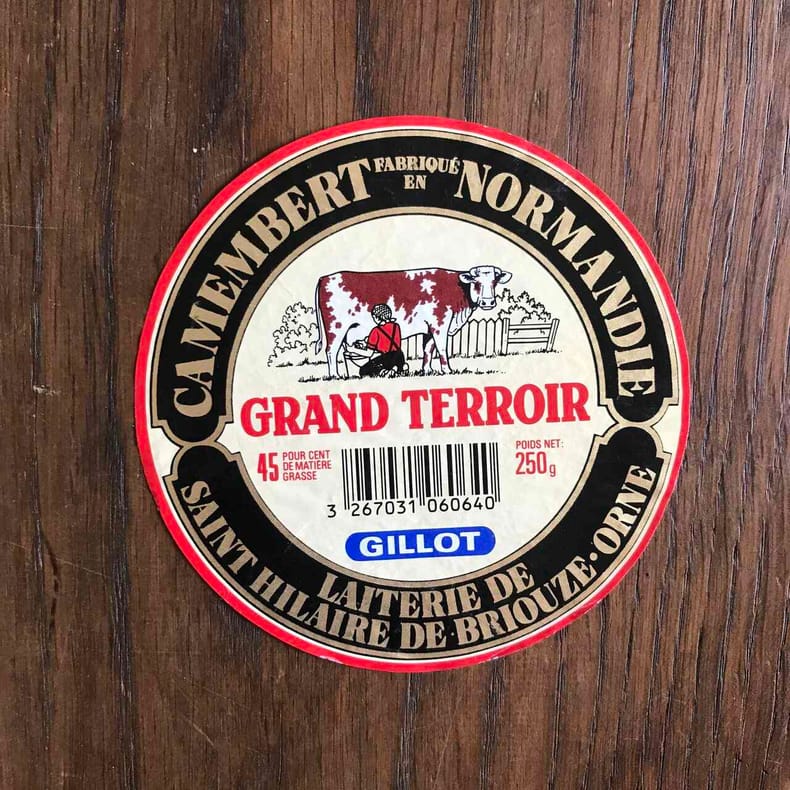 CAMEMBERT FABRIQUÉ EN NORMANDIE
GRAND TERROIR
45 POUR CENT DE MATIÈRE GRASSE
POIDS NET:
250g
3 267031 060640
GILLOT
LAITERIE DE
SAINT HILAIRE DE BRIOUZE • ORNE